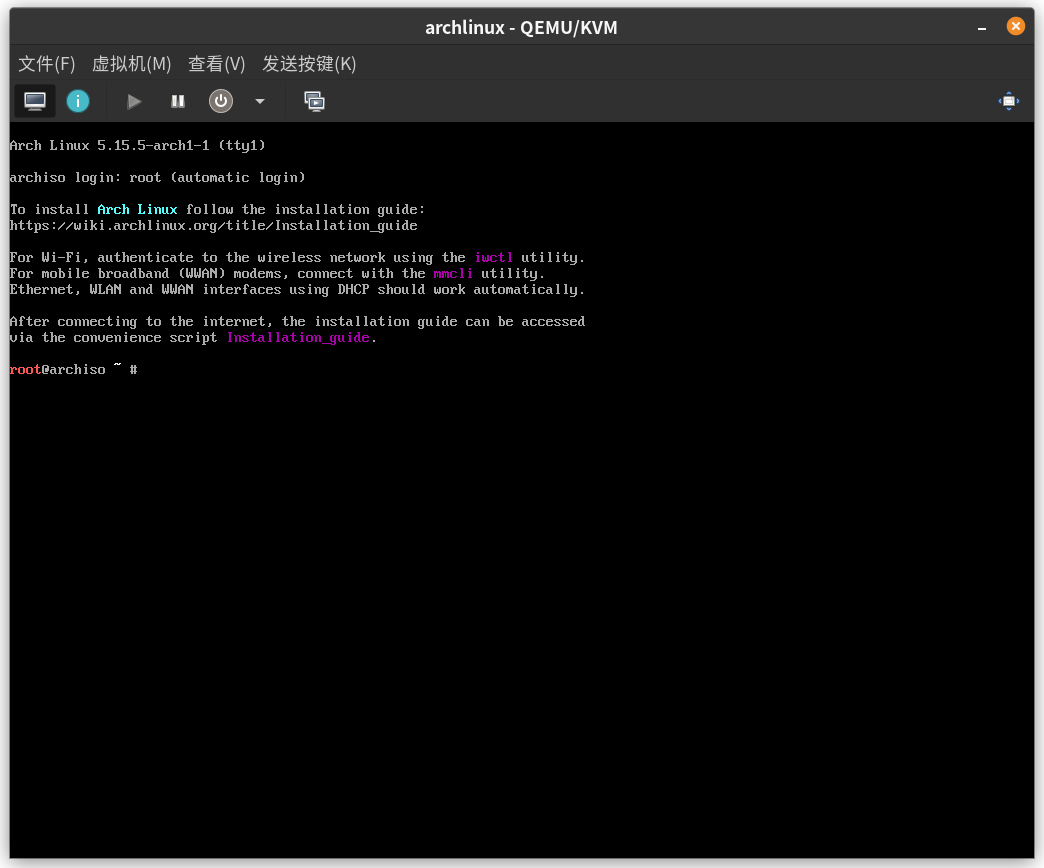 archlinux - QEMU/KVM
文件(F) 虚拟机(M) 查看(V) 发送按键(K)
Arch Linux 5.15.5-arch1-1 (tty1)
archiso login: root (automatic login)
To install Arch Linux follow the installation guide:
https://wiki.archlinux.org/title/Installation_guide
For Wi-Fi, authenticate to the wireless network using the iwctl utility.
For mobile broadband (WWAN) modems, connect with the mmcli utility.
Ethernet, WLAN and WWAN interfaces using DHCP should work automatically.
After connecting to the internet, the installation guide can be accessed
via the convenience script Installation_guide.
root@archiso ~ #